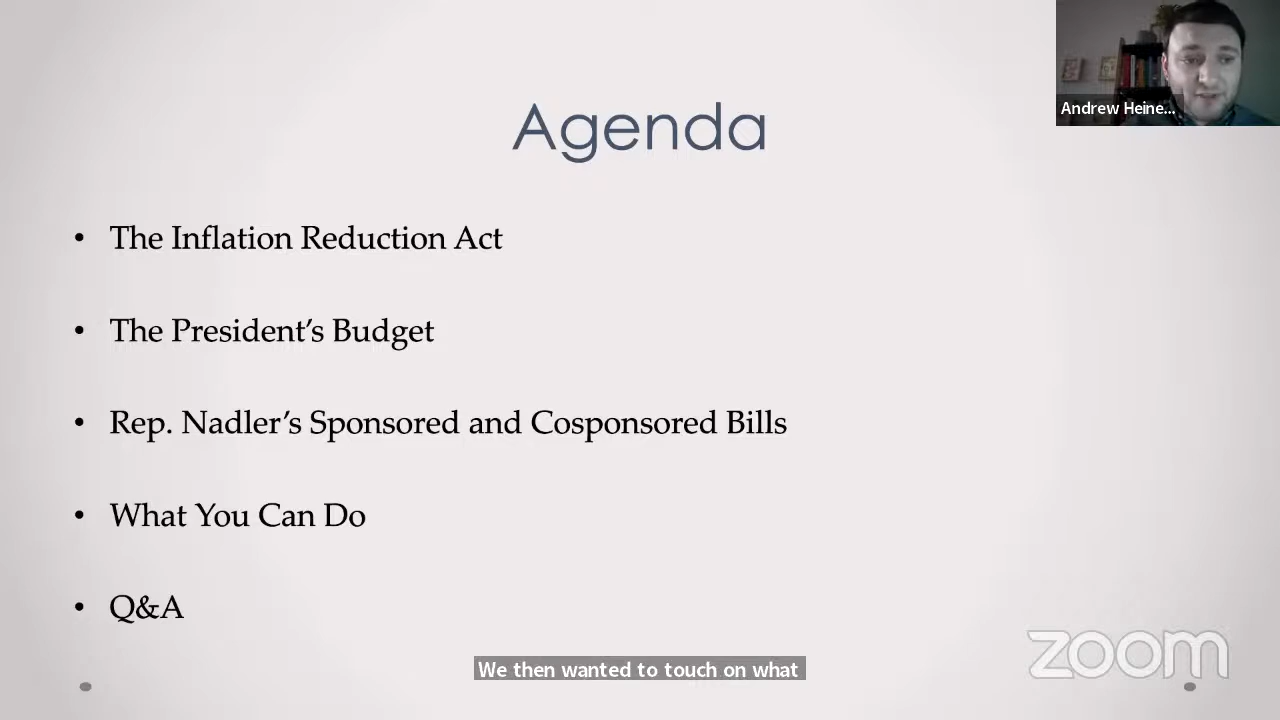 Andrew Heine...
Agenda
• The Inflation Reduction Act
• The President's Budget
• Rep. Nadler's Sponsored and Cosponsored Bills
• What You Can Do
• Q&A
We then wanted to touch on what
zoom